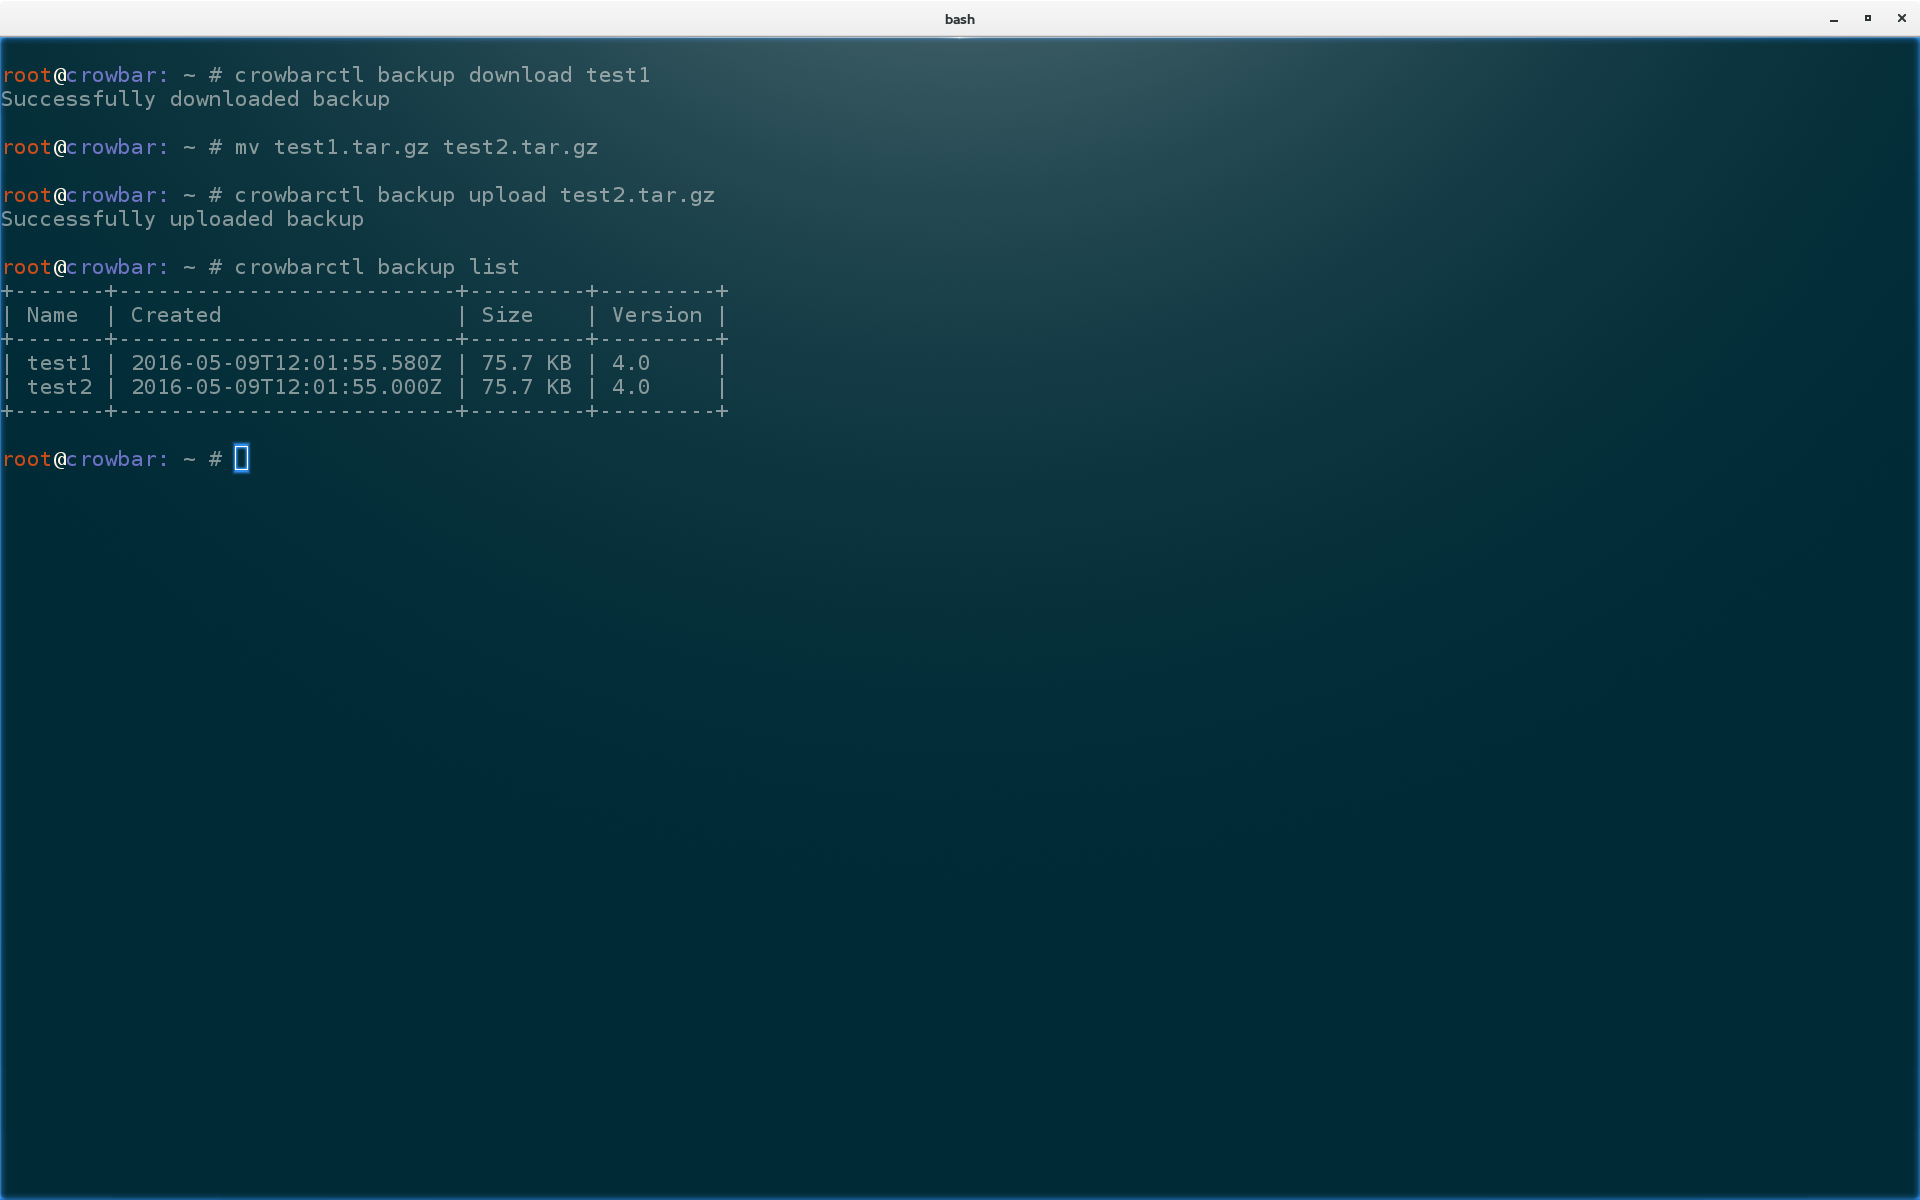 bash
root@crowbar: ~ # crowbarctl backup download test1
Successfully downloaded backup
root@crowbar: ~ # mv test1.tar.gz test2.tar.gz
root@crowbar: ~ # crowbarctl backup upload test2.tar.gz
Successfully uploaded backup
root@crowbar: ~ # crowbarctl backup list
+-------+--------------------------+---------+---------+
| Name  | Created                  | Size    | Version |
+-------+--------------------------+---------+---------+
| test1 | 2016-05-09T12:01:55.580Z | 75.7 KB | 4.0     |
| test2 | 2016-05-09T12:01:55.000Z | 75.7 KB | 4.0     |
+-------+--------------------------+---------+---------+
root@crowbar: ~ #